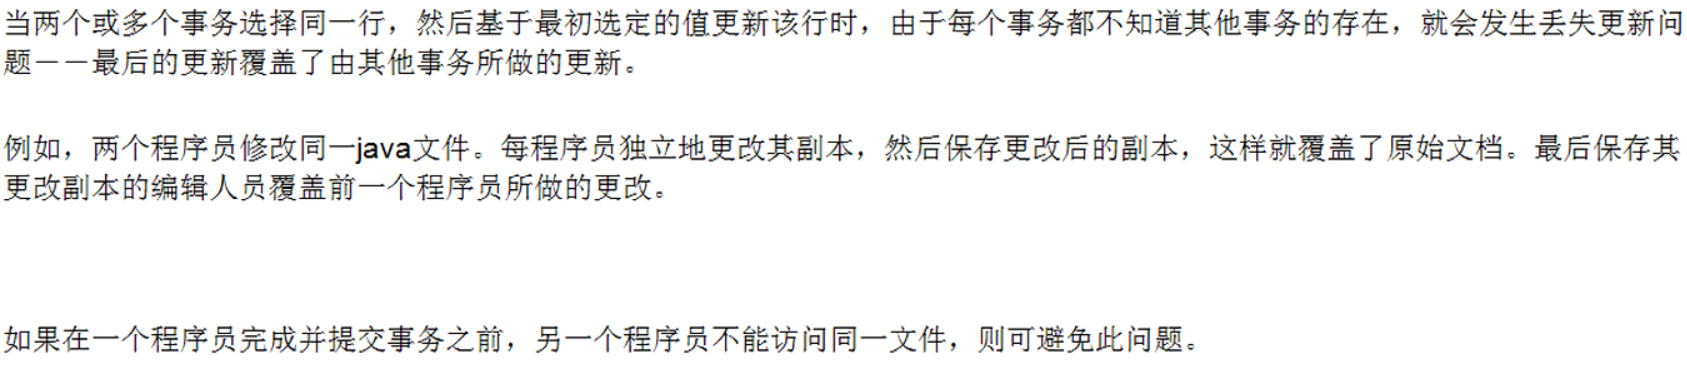 当两个或多个事务选择同一行，然后基于最初选定的值更新该行时，由于每个事务都不知道其他事务的存在，就会发生丢失更新问
题－－最后的更新覆盖了由其他事务所做的更新。
例如，两个程序员修改同一java文件。每程序员独立地更改其副本，然后保存更改后的副本，这样就覆盖了原始文档。最后保存其
更改副本的编辑人员覆盖前一个程序员所做的更改。
如果在一个程序员完成并提交事务之前，另一个程序员不能访问同一文件，则可避免此问题。